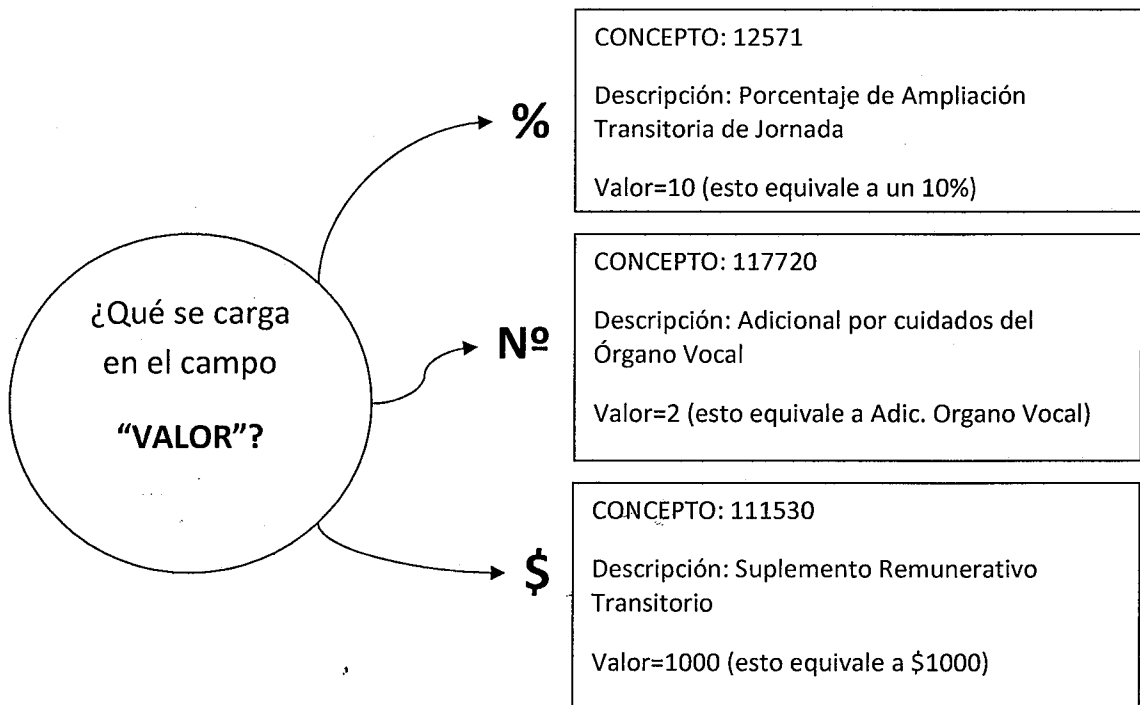 ¿Qué se carga
en el campo
“VALOR”?
%
CONCEPTO: 12571
Descripción: Porcentaje de Ampliación
Transitoria de Jornada
Valor=10 (esto equivale a un 10%)
Nº
CONCEPTO: 117720
Descripción: Adicional por cuidados del
Órgano Vocal
Valor=2 (esto equivale a Adic. Organo Vocal)
$
CONCEPTO: 111530
Descripción: Suplemento Remunerativo
Transitorio
Valor=1000 (esto equivale a $1000)